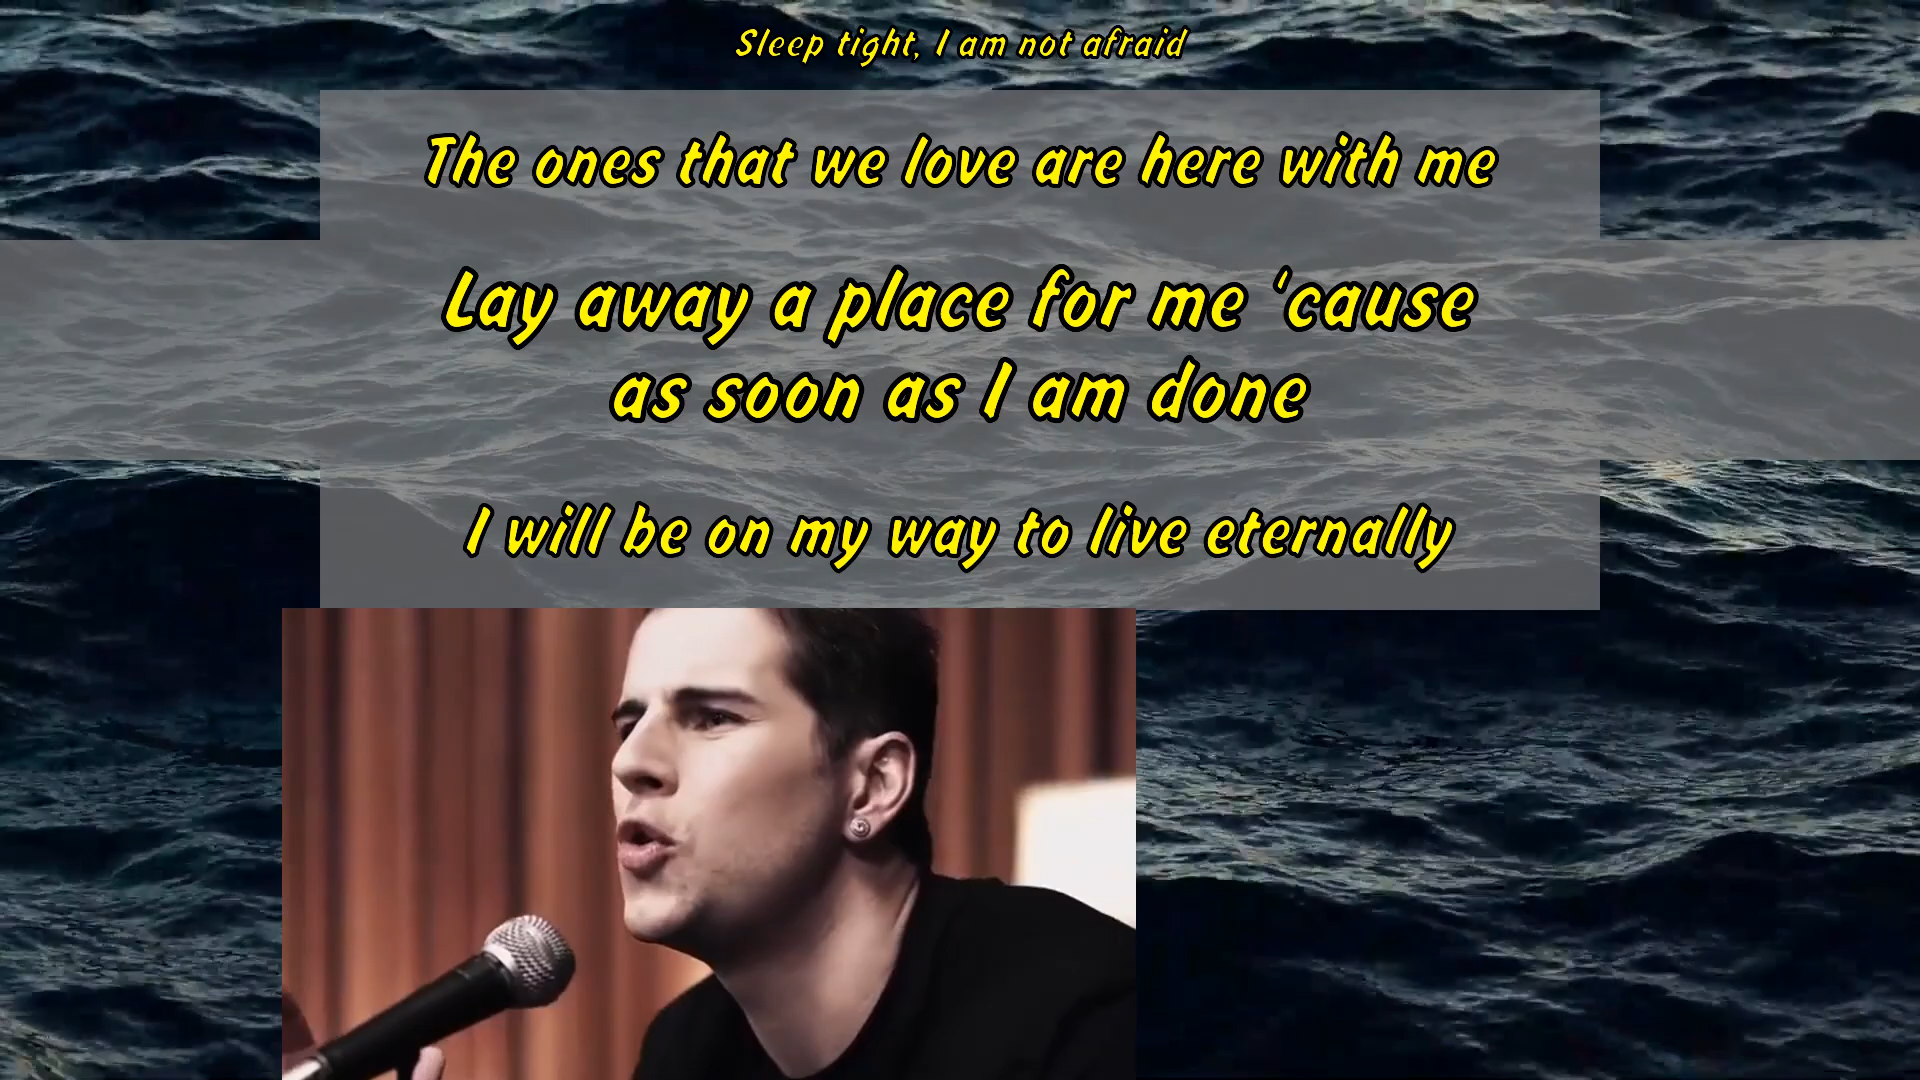 Sleep tight, I am not afraid
The ones that we love are here with me
Lay away a place for me 'cause
as soon as I am done
I will be on my way to live eternally